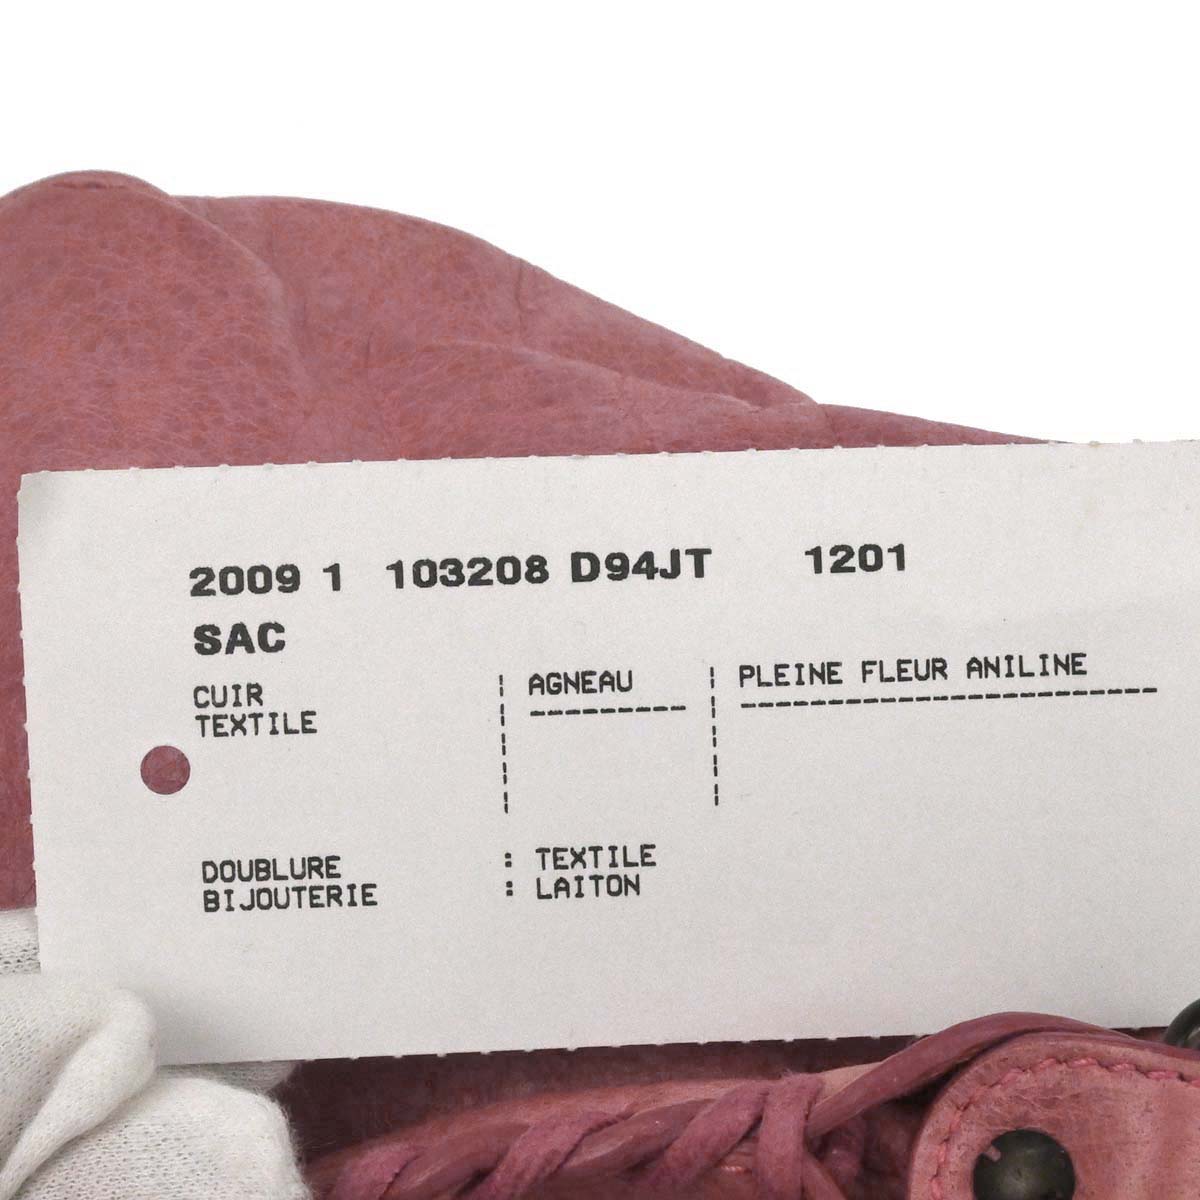 2009 1 103208 D94JT 1201
SAC
CUIR AGNEAU PLEINE FLEUR ANILINE
TEXTILE
DOUBLURE : TEXTILE
BIJOUTERIE : LAITON